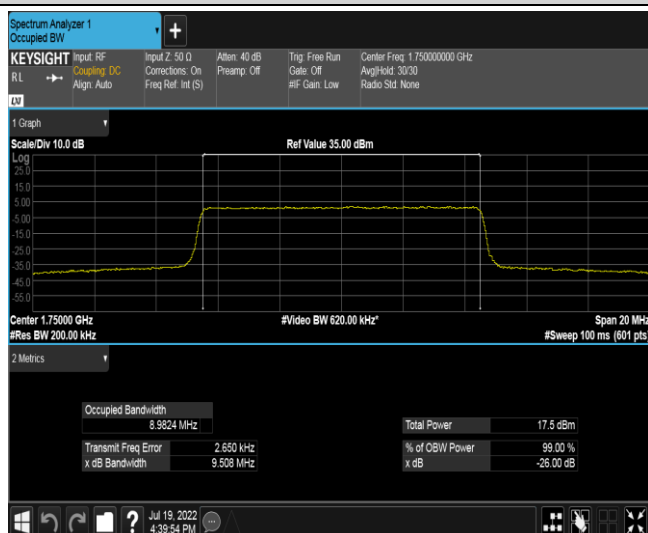 Spectrum Analyzer 1
Occupied BW
+
KEYSIGHT
R L
LXI
Input: RF
Coupling: DC
Align: Auto
Input Z: 50 Ω
Corrections: On
Freq Ref: Int (S)
Atten: 40 dB
Preamp: Off
Trig: Free Run
Gate: Off
#IF Gain: Low
Center Freq: 1.750000000 GHz
Avg|Hold: 30/30
Radio Std: None
1 Graph
Scale/Div 10.0 dB
Ref Value 35.00 dBm
Log
25.0
15.0
5.00
-5.00
-15.0
-25.0
-35.0
-45.0
-55.0
Center 1.75000 GHz
#Video BW 620.00 kHz*
Span 20 MHz
#Res BW 200.00 kHz
#Sweep 100 ms (601 pts)
2 Metrics
Occupied Bandwidth
8.9824 MHz
Total Power 17.5 dBm
Transmit Freq Error 2.650 kHz
% of OBW Power 99.00 %
x dB Bandwidth 9.508 MHz
x dB -26.00 dB
?
Jul 19, 2022
4:39:54 PM